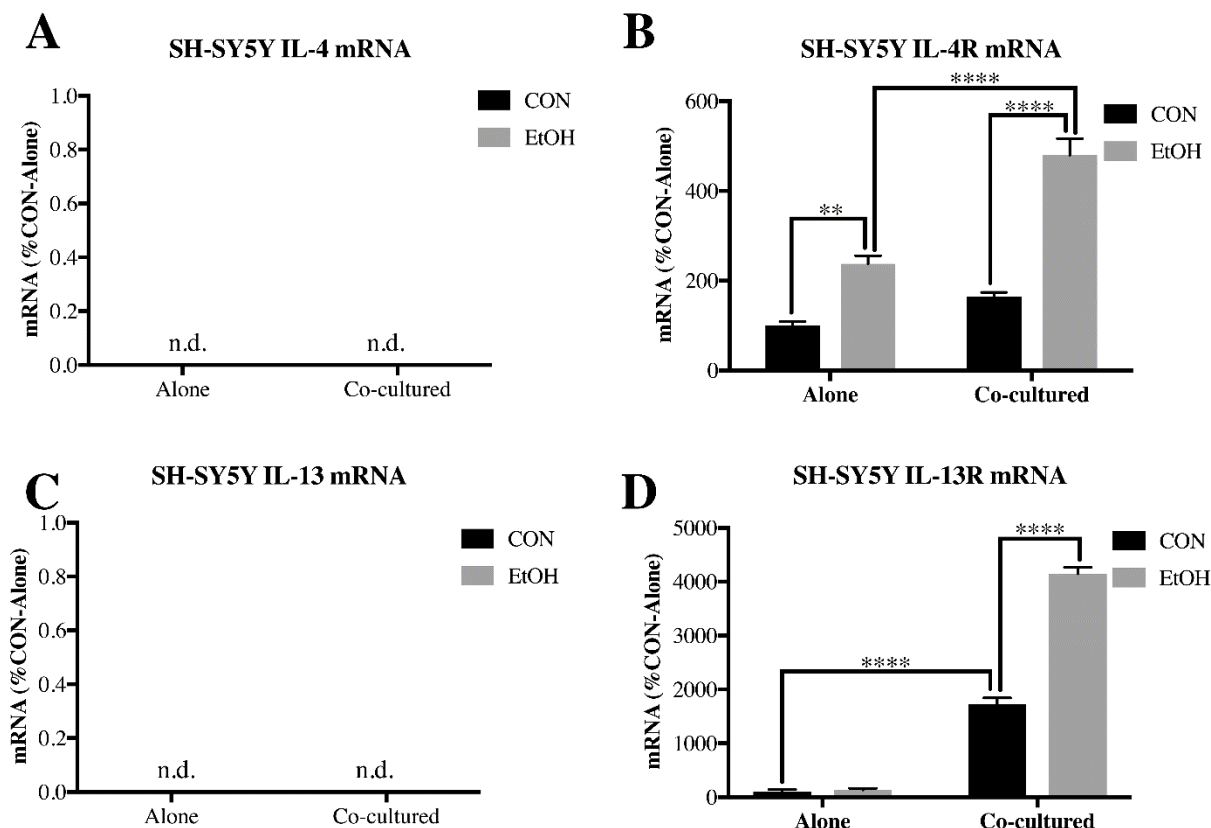 A
SH-SY5Y IL-4 mRNA
mRNA (%CON-Alone)
1.0
0.8
0.6
0.4
0.2
0.0
n.d.
n.d.
Alone
Co-cultured
CON
EtOH
B
SH-SY5Y IL-4R mRNA
mRNA (%CON-Alone)
600
400
200
0
**
****
****
Alone
Co-cultured
CON
EtOH
C
SH-SY5Y IL-13 mRNA
mRNA (%CON-Alone)
1.0
0.8
0.6
0.4
0.2
0.0
n.d.
n.d.
Alone
Co-cultured
CON
EtOH
D
SH-SY5Y IL-13R mRNA
mRNA (%CON-Alone)
5000
4000
3000
2000
1000
0
****
****
Alone
Co-cultured
CON
EtOH